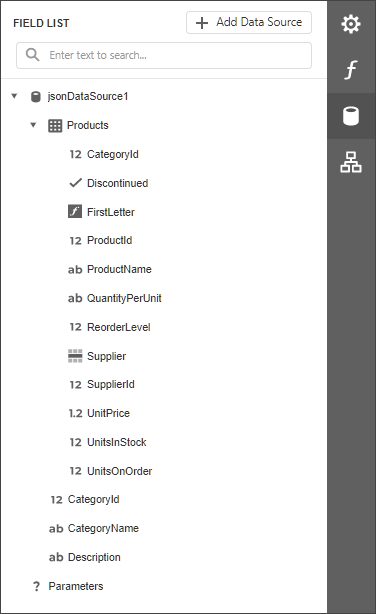 FIELD LIST
+ Add Data Source
Enter text to search...
jsonDataSource1
Products
12 CategoryId
Discontinued
f FirstLetter
12 ProductId
ab ProductName
ab QuantityPerUnit
12 ReorderLevel
Supplier
12 SupplierId
1.2 UnitPrice
12 UnitsInStock
12 UnitsOnOrder
12 CategoryId
ab CategoryName
ab Description
? Parameters